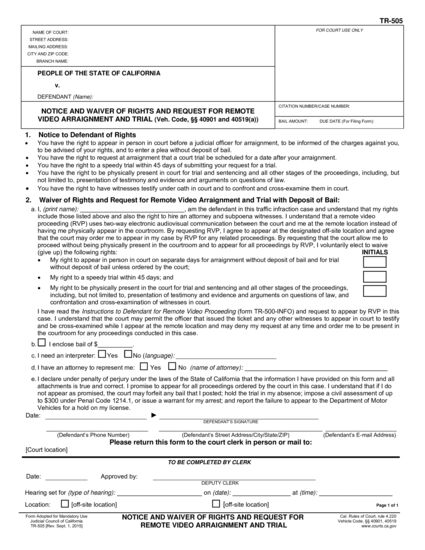 TR-505
NAME OF COURT:
STREET ADDRESS:
MAILING ADDRESS:
CITY AND ZIP CODE:
BRANCH NAME:
FOR COURT USE ONLY
PEOPLE OF THE STATE OF CALIFORNIA
v.
DEFENDANT (Name):
NOTICE AND WAIVER OF RIGHTS AND REQUEST FOR REMOTE
VIDEO ARRAIGNMENT AND TRIAL (Veh. Code, §§ 40901 and 40519(a))
CITATION NUMBER/CASE NUMBER:
BAIL AMOUNT: DUE DATE (For Filing Form):
1. Notice to Defendant of Rights
• You have the right to appear in person in court before a judicial officer for arraignment, to be informed of the charges against you,
to be advised of your rights, and to enter a plea without deposit of bail.
• You have the right to request at arraignment that a court trial be scheduled for a date after your arraignment.
• You have the right to a speedy trial within 45 days of submitting your request for a trial.
• You have the right to be physically present in court for trial and sentencing and all other stages of the proceedings, including, but
not limited to, presentation of testimony and evidence and arguments on questions of law.
• You have the right to have witnesses testify under oath in court and to confront and cross-examine them in court.
2. Waiver of Rights and Request for Remote Video Arraignment and Trial with Deposit of Bail:
a. I, (print name): , am the defendant in this traffic infraction case and understand that my rights
include those listed above and also the right to hire an attorney and subpoena witnesses. I understand that a remote video
proceeding (RVP) uses two-way electronic audiovisual communication between the court and me at the remote location instead of
having me physically appear in the courtroom. By requesting RVP, I agree to appear at the designated off-site location and agree
that the court may order me to appear in my case by RVP for any related proceedings. By requesting that the court allow me to
proceed without being physically present in the courtroom and to appear for all proceedings by RVP, I voluntarily elect to waive
(give up) the following rights: INITIALS
• My right to appear in person in court on separate days for arraignment without deposit of bail and for trial
without deposit of bail unless ordered by the court;
• My right to a speedy trial within 45 days; and
• My right to be physically present in the court for trial and sentencing and all other stages of the proceedings,
including, but not limited to, presentation of testimony and evidence and arguments on questions of law, and
confrontation and cross-examination of witnesses in court.
I have read the Instructions to Defendant for Remote Video Proceeding (form TR-500-INFO) and request to appear by RVP in this
case. I understand that the court may permit the officer that issued the ticket and any other witnesses to appear in court to testify
and be cross-examined while I appear at the remote location and may deny my request at any time and order me to be present in
the courtroom for any proceedings conducted in this case.
b. I enclose bail of $
c. I need an interpreter: Yes No (language):
d. I have an attorney to represent me: Yes No (name of attorney):
e. I declare under penalty of perjury under the laws of the State of California that the information I have provided on this form and all
attachments is true and correct. I promise to appear for all proceedings ordered by the court in this case. I understand that if I do
not appear as promised, the court may forfeit any bail that I posted; hold the trial in my absence; impose a civil assessment of up
to $300 under Penal Code 1214.1, or issue a warrant for my arrest; and report the failure to appear to the Department of Motor
Vehicles for a hold on my license.
Date:
DEFENDANT'S SIGNATURE
(Defendant's Phone Number) (Defendant's Street Address/City/State/ZIP) (Defendant's E-mail Address)
Please return this form to the court clerk in person or mail to:
[Court location]
TO BE COMPLETED BY CLERK
Date: Approved by:
DEPUTY CLERK
Hearing set for (type of hearing): on (date): at (time):
Location: [off-site location] [off-site location]
Form Adopted for Mandatory Use
Judicial Council of California
TR-505 [Rev. Sept. 1, 2015]
NOTICE AND WAIVER OF RIGHTS AND REQUEST FOR
REMOTE VIDEO ARRAIGNMENT AND TRIAL
Page 1 of 1
Cal. Rules of Court, rule 4.220
Vehicle Code, §§ 40901, 40519
www.courts.ca.gov